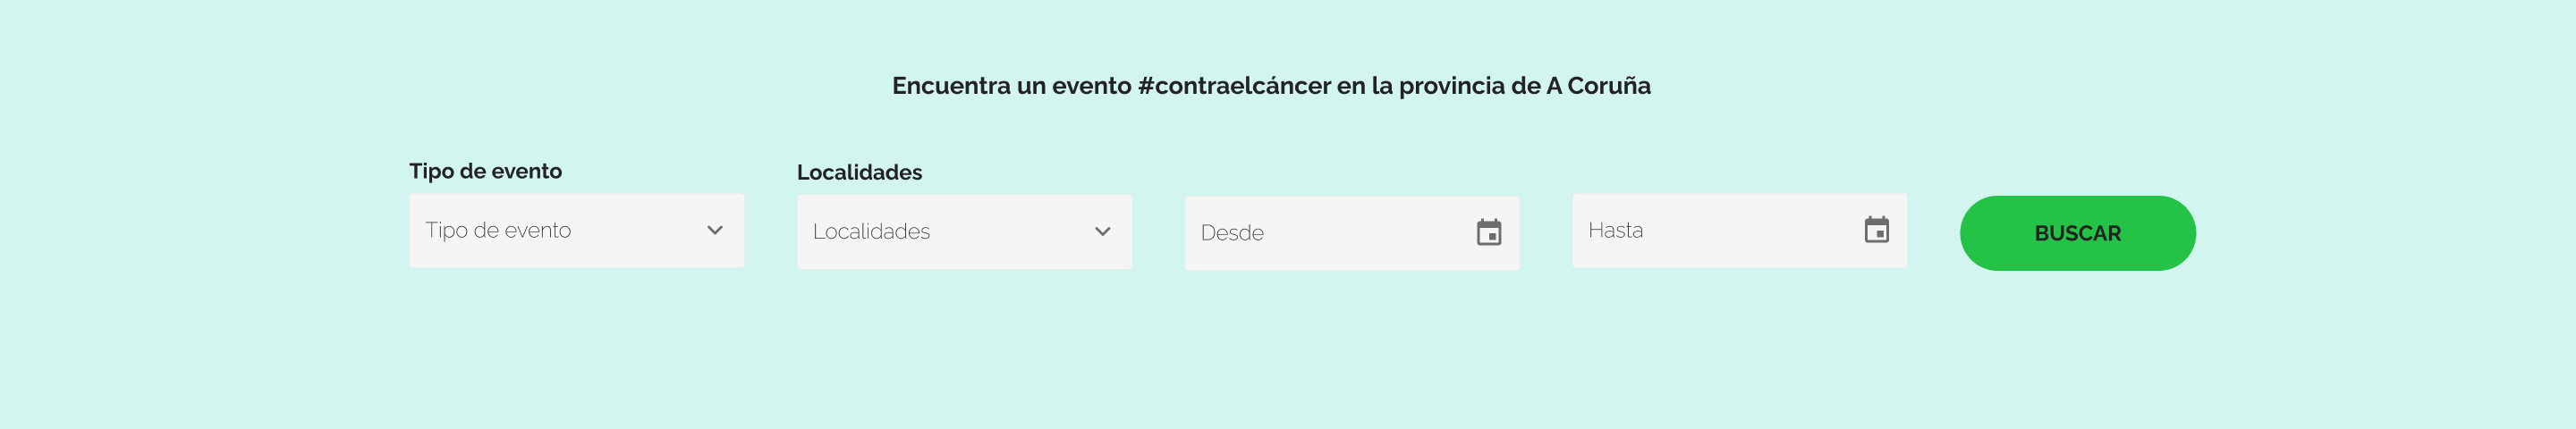 Encuentra un evento #contraelcáncer en la provincia de A Coruña
Tipo de evento
Localidades
Tipo de evento
Localidades
Desde
Hasta
BUSCAR